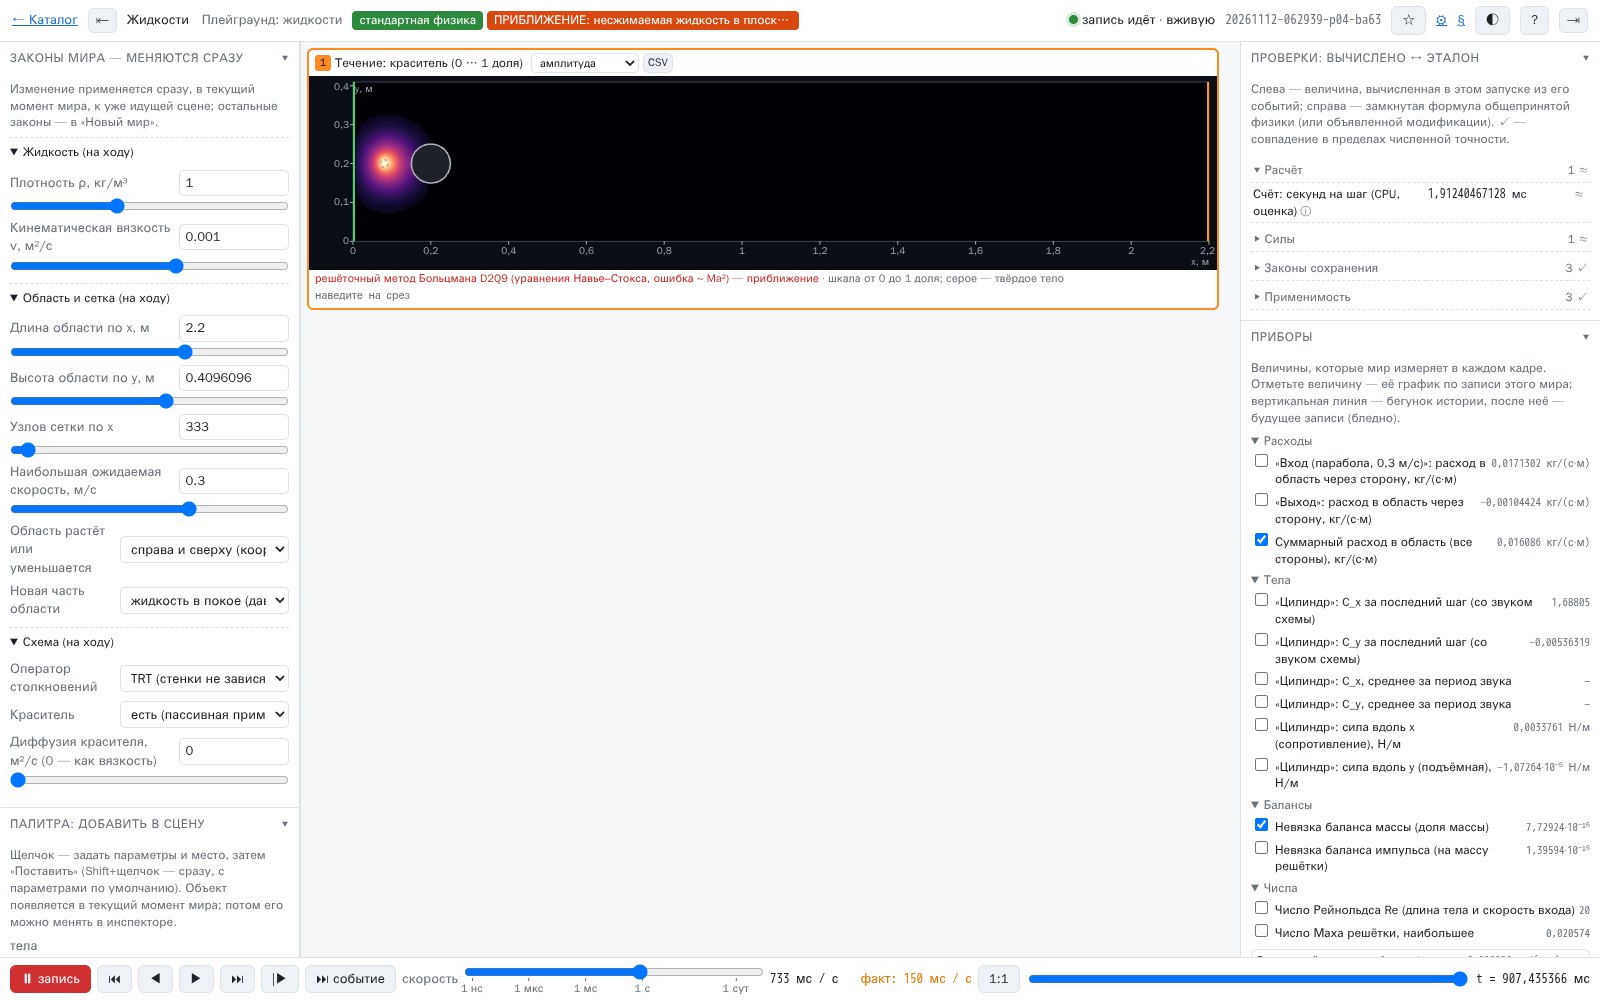 ← Каталог
⇤
Жидкости
Плейграунд: жидкости
стандартная физика
ПРИБЛИЖЕНИЕ: несжимаемая жидкость в плоск…
запись идёт · вживую
20261112-062939-p04-ba63
☆
⚙
§
?
⇥
ЗАКОНЫ МИРА — МЕНЯЮТСЯ СРАЗУ
Изменение применяется сразу, в текущий
момент мира, к уже идущей сцене; остальные
законы — в «Новый мир».
▼ Жидкость (на ходу)
Плотность ρ, кг/м³
1
Кинематическая вязкость
ν, м²/с
0.001
▼ Область и сетка (на ходу)
Длина области по x, м
2.2
Высота области по y, м
0.4096096
Узлов сетки по x
333
Наибольшая ожидаемая
скорость, м/с
0.3
Область растёт
или
уменьшается
справа и сверху (коор
Новая часть
области
жидкость в покое (дав
▼ Схема (на ходу)
Оператор
столкновений
TRT (стенки не завися
Краситель
есть (пассивная прим
Диффузия красителя,
м²/с (0 — как вязкость)
0
ПАЛИТРА: ДОБАВИТЬ В СЦЕНУ
Щелчок — задать параметры и место, затем
«Поставить» (Shift+щелчок — сразу, с
параметрами по умолчанию). Объект
появляется в текущий момент мира; потом его
можно менять в инспекторе.
тела
1
Течение: краситель (0 ⋯ 1 доля)
амплитуда
CSV
y, м
0,4
0,3
0,2
0,1
0
0 0,2 0,4 0,6 0,8 1 1,2 1,4 1,6 1,8 2 2,2
x, м
решёточный метод Больцмана D2Q9 (уравнения Навье—Стокса, ошибка ~ Ma²) — приближение · шкала от 0 до 1 доля; серое — твёрдое тело
наведите на срез
ПРОВЕРКИ: ВЫЧИСЛЕНО ↔ ЭТАЛОН
Слева — величина, вычисленная в этом запуске из его
событий; справа — замкнутая формула общепринятой
физики (или объявленной модификации). ✓ —
совпадение в пределах численной точности.
▾ Расчёт 1 ≈
Счёт: секунд на шаг (CPU,
оценка) ⓘ
1,91240467128 мс ≈
▸ Силы 1 ≈
▸ Законы сохранения 3 ✓
▸ Применимость 3 ✓
ПРИБОРЫ
Величины, которые мир измеряет в каждом кадре.
Отметьте величину — её график по записи этого мира;
вертикальная линия — бегунок истории, после неё —
будущее записи (бледно).
▼ Расходы
«Вход (парабола, 0,3 м/с)»: расход в
область через сторону, кг/(с·м)
0,0171302 кг/(с·м)
«Выход»: расход в область через
сторону, кг/(с·м)
−0,00104424 кг/(с·м)
Суммарный расход в область (все
стороны), кг/(с·м)
0,016086 кг/(с·м)
▼ Тела
«Цилиндр»: C_x за последний шаг (со звуком
схемы)
1,68805
«Цилиндр»: C_y за последний шаг (со
звуком схемы)
−0,00536319
«Цилиндр»: C_x, среднее за период звука
–
«Цилиндр»: C_y, среднее за период звука
–
«Цилиндр»: сила вдоль x
(сопротивление), Н/м
0,0033761 Н/м
«Цилиндр»: сила вдоль y (подъёмная),
Н/м
−1,07264·10⁻⁵ Н/м
▼ Балансы
Невязка баланса массы (доля массы)
7,72924·10⁻¹⁶
Невязка баланса импульса (на массу
решётки)
1,39594·10⁻¹⁶
▼ Числа
Число Рейнольдса Re (длина тела и скорость входа) 20
Число Маха решётки, наибольшее
0,020574
⏸ запись
⏮
◀
▶
⏭
|▶
⏭ событие
скорость
1 нс 1 мкс 1 мс 1 с 1 сут
733 мс / с
факт: 150 мс / с
1:1
t = 907,435366 мс